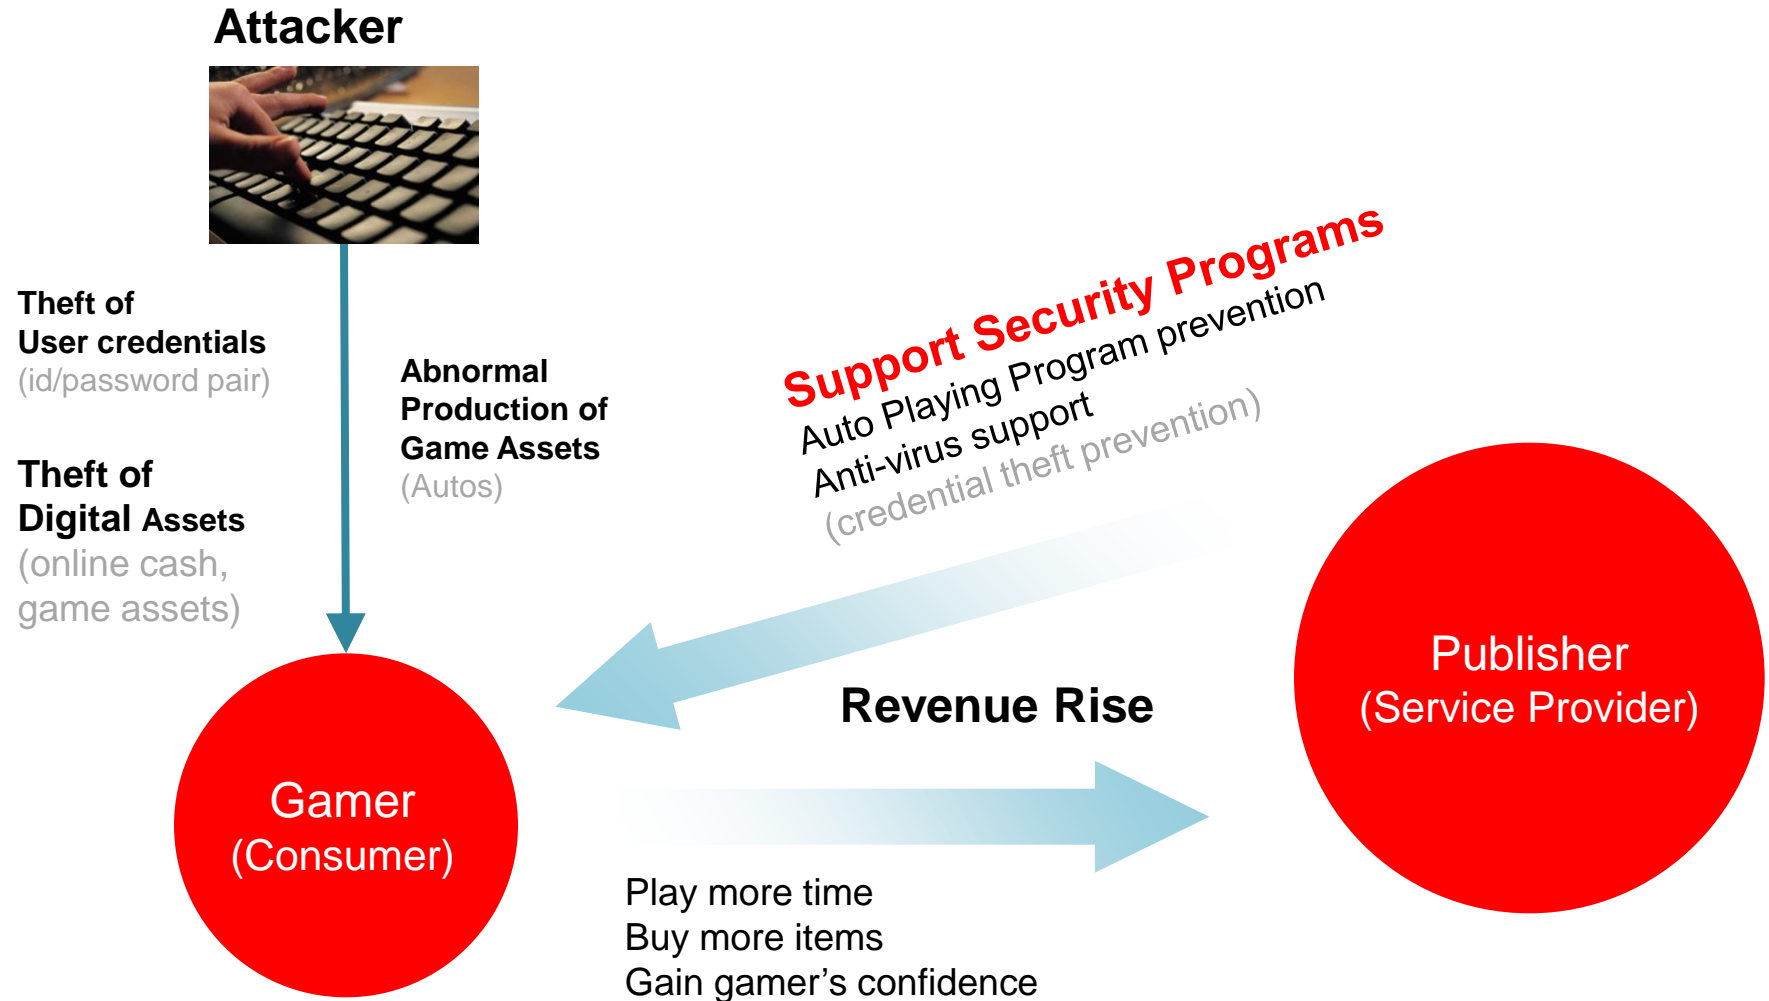 Attacker
Theft of
User credentials
(id/password pair)
Theft of
Digital Assets
(online cash,
game assets)
Abnormal
Production of
Game Assets
(Autos)
Support Security Programs
Auto Playing Program prevention
Anti-virus support
(credential theft prevention)
Revenue Rise
Gamer
(Consumer)
Publisher
(Service Provider)
Play more time
Buy more items
Gain gamer’s confidence